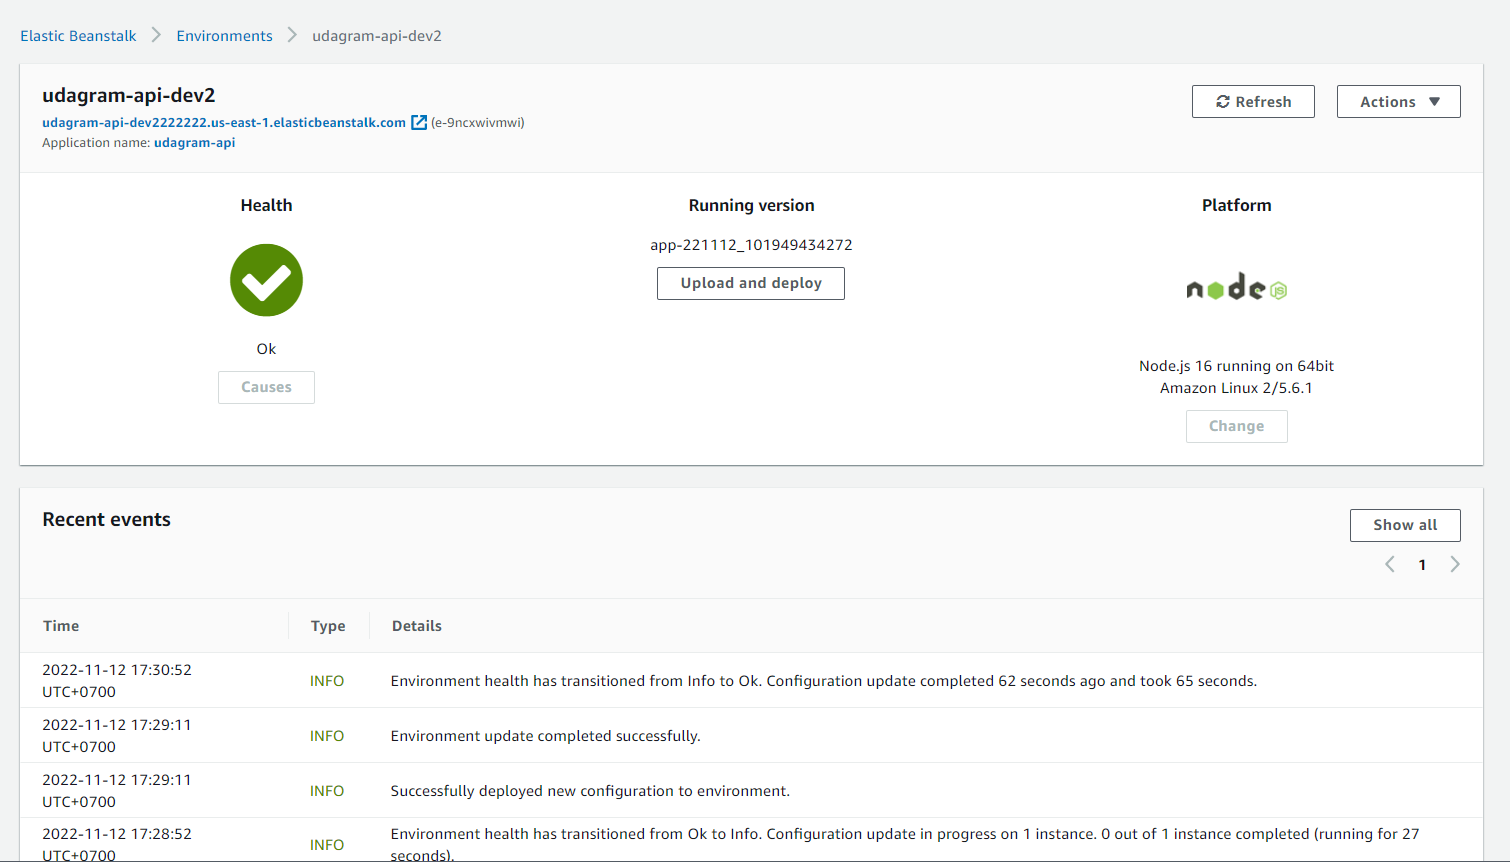 Elastic Beanstalk > Environments > udagram-api-dev2
udagram-api-dev2
Refresh
Actions ▼
udagram-api-dev2222222.us-east-1.elasticbeanstalk.com (e-9ncxwivmwi)
Application name: udagram-api
Health
Ok
Causes
Running version
app-221112_101949434272
Upload and deploy
Platform
node JS
Node.js 16 running on 64bit
Amazon Linux 2/5.6.1
Change
Recent events
Show all
< 1 >
Time Type Details
2022-11-12 17:30:52
UTC+0700
INFO
Environment health has transitioned from Info to Ok. Configuration update completed 62 seconds ago and took 65 seconds.
2022-11-12 17:29:11
UTC+0700
INFO
Environment update completed successfully.
2022-11-12 17:29:11
UTC+0700
INFO
Successfully deployed new configuration to environment.
2022-11-12 17:28:52
UTC+0700
INFO
Environment health has transitioned from Ok to Info. Configuration update in progress on 1 instance. 0 out of 1 instance completed (running for 27
seconds).